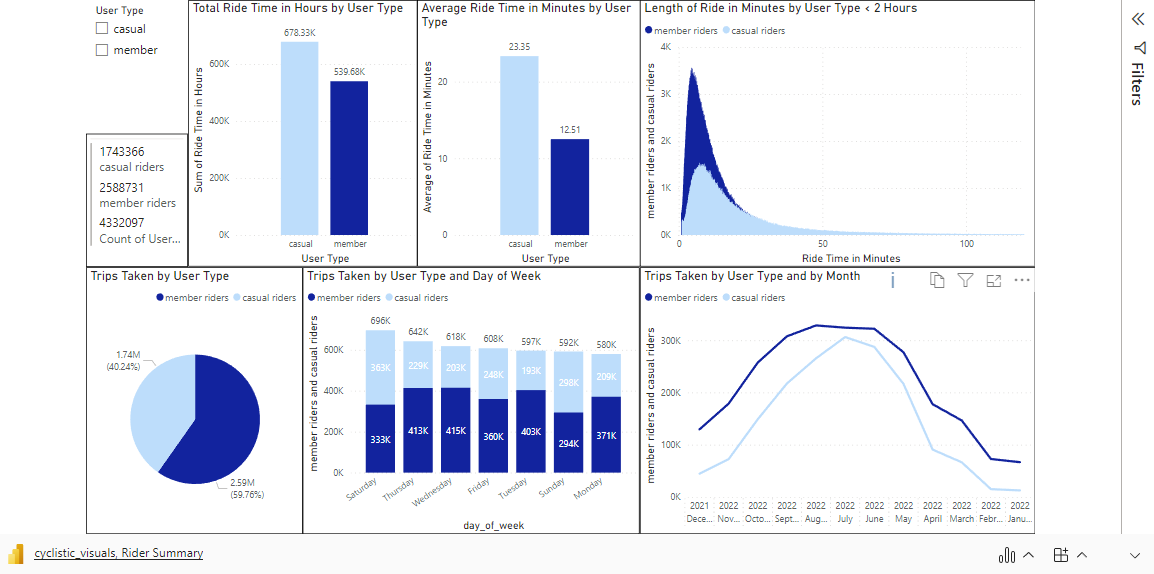 User Type
casual
member
1743366
casual riders
2588731
member riders
4332097
Count of User...
Total Ride Time in Hours by User Type
Sum of Ride Time in Hours
600K
400K
200K
0K
678.33K
539.68K
casual
member
User Type
Average Ride Time in Minutes by User
Type
Average of Ride Time in Minutes
20
10
0
23.35
12.51
casual
member
User Type
Length of Ride in Minutes by User Type < 2 Hours
member riders
casual riders
member riders and casual riders
4K
3K
2K
1K
0K
0
50
100
Ride Time in Minutes
Filters
Trips Taken by User Type
member riders
casual riders
1.74M
(40.24%)
2.59M
(59.76%)
Trips Taken by User Type and Day of Week
member riders
casual riders
member riders and casual riders
600K
400K
200K
0K
696K
642K
618K
608K
597K
592K
580K
363K
229K
203K
248K
193K
298K
209K
333K
413K
415K
360K
403K
294K
371K
Saturday
Thursday
Wednesday
Friday
Tuesday
Sunday
Monday
day_of_week
Trips Taken by User Type and by Month
member riders
casual riders
member riders and casual riders
300K
200K
100K
0K
2021 2022 2022 2022 2022 2022 2022 2022 2022 2022 2022 2022
Dece... Nov... Octo... Sept... Aug... July June May April March Febr... Janu...
cyclistic_visuals, Rider Summary